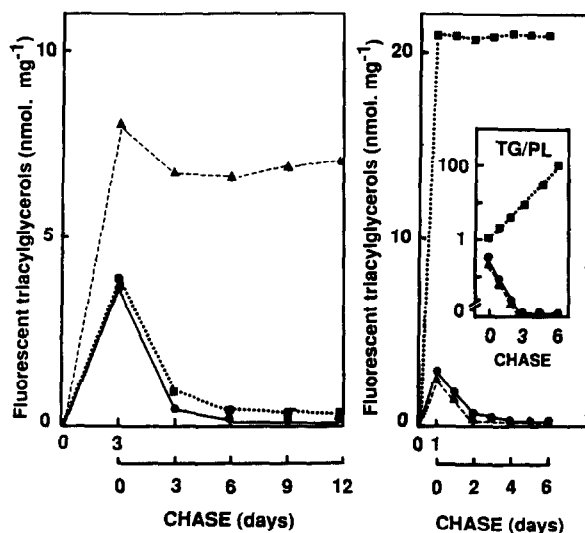 Fluorescent triacylglycerols (nmol. mg⁻¹)
10
5
0
0 3
0 3 6 9 12
CHASE (days)
Fluorescent triacylglycerols (nmol. mg⁻¹)
20
10
0
0 1
0 2 4 6
CHASE (days)
TG/PL
100
1
0
0 3 6
CHASE